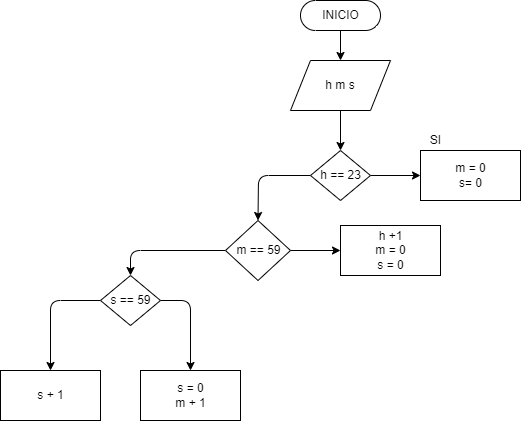 INICIO
h m s
SI
h == 23
m = 0
s= 0
m == 59
h +1
m = 0
s = 0
s == 59
s + 1
s = 0
m + 1